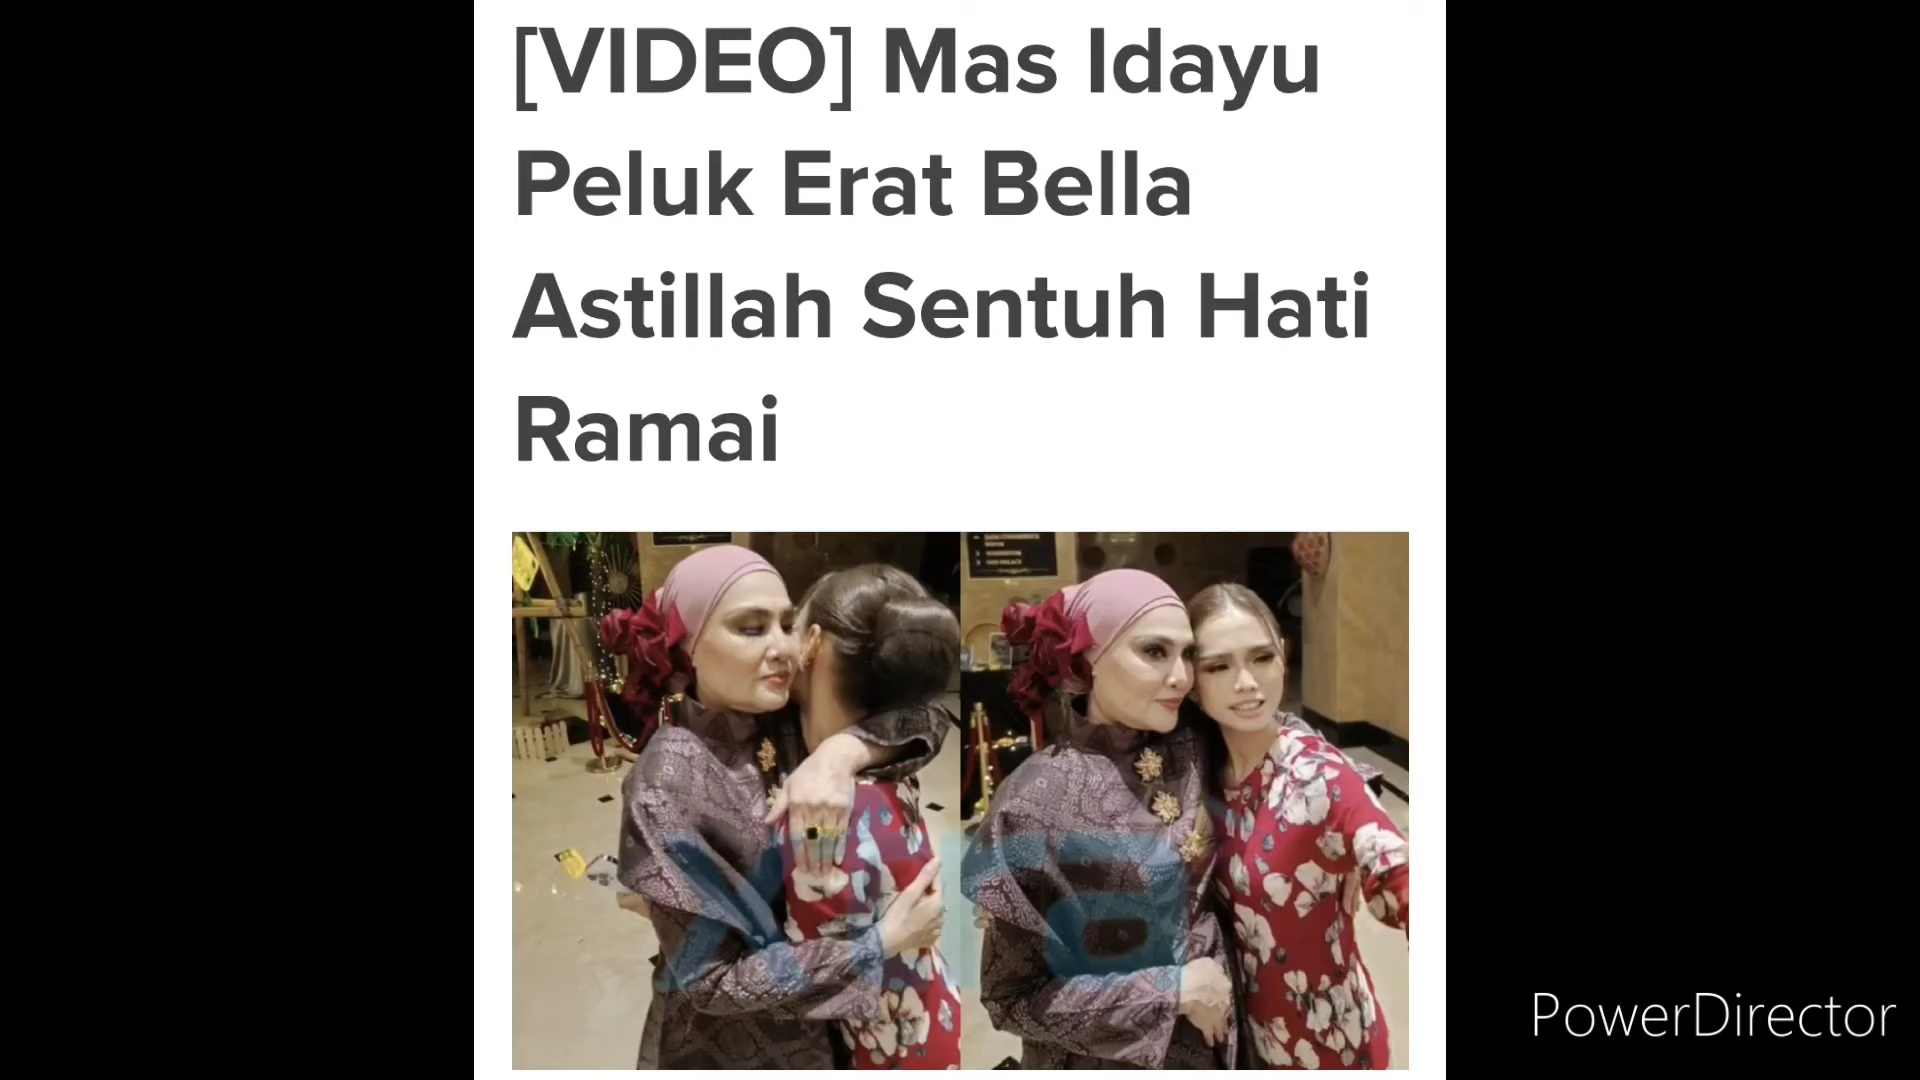 [VIDEO] Mas Idayu
Peluk Erat Bella
Astillah Sentuh Hati
Ramai
PowerDirector